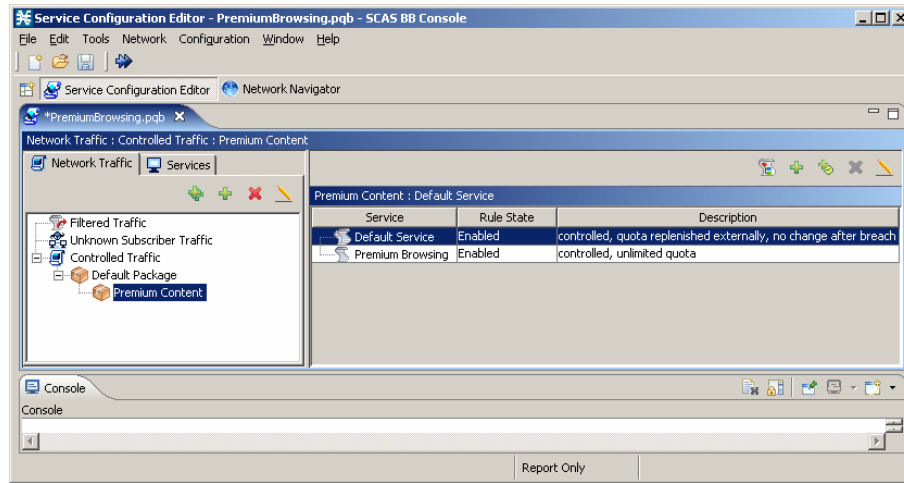 Service Configuration Editor - PremiumBrowsing.pqb - SCAS BB Console
File Edit Tools Network Configuration Window Help
Service Configuration Editor Network Navigator
*PremiumBrowsing.pqb
Network Traffic : Controlled Traffic : Premium Content
Network Traffic Services
Premium Content : Default Service
Service Rule State Description
Default Service Enabled controlled, quota replenished externally, no change after breach
Premium Browsing Enabled controlled, unlimited quota
Filtered Traffic
Unknown Subscriber Traffic
Controlled Traffic
Default Package
Premium Content
Console
Console
Report Only